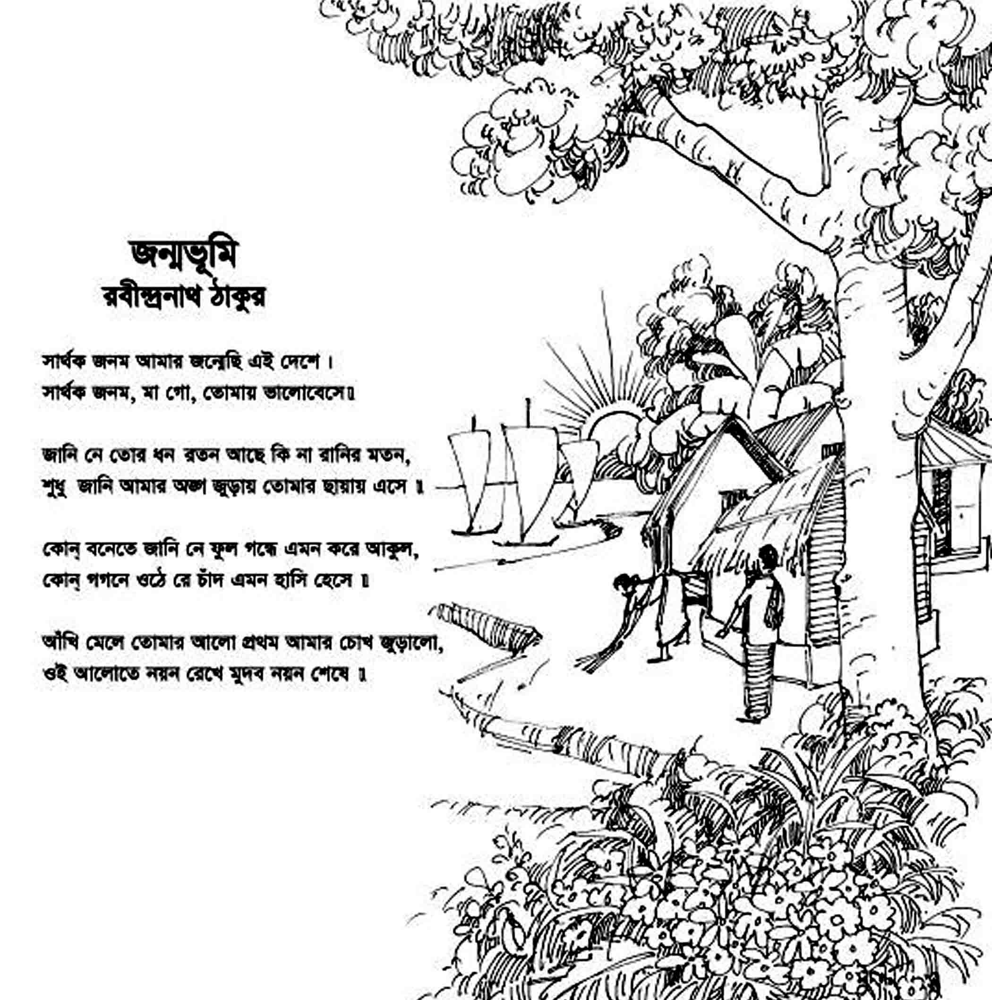 জন্মভূমি
রবীন্দ্রনাথ ঠাকুর
সার্থক জনম আমার জন্মেছি এই দেশে।
সার্থক জনম, মা গো, তোমায় ভালোবেসে॥
জানি নে তোর ধন রতন আছে কি না রানির মতন,
শুধু জানি আমার অঙ্গ জুড়ায় তোমার ছায়ায় এসে ॥
কোন্ বনেতে জানি নে ফুল গন্ধে এমন করে আকুল,
কোন্ গগনে ওঠে রে চাঁদ এমন হাসি হেসে ॥
আঁখি মেলে তোমার আলো প্রথম আমার চোখ জুড়ালো,
ওই আলোতে নয়ন রেখে মুদব নয়ন শেষে ॥